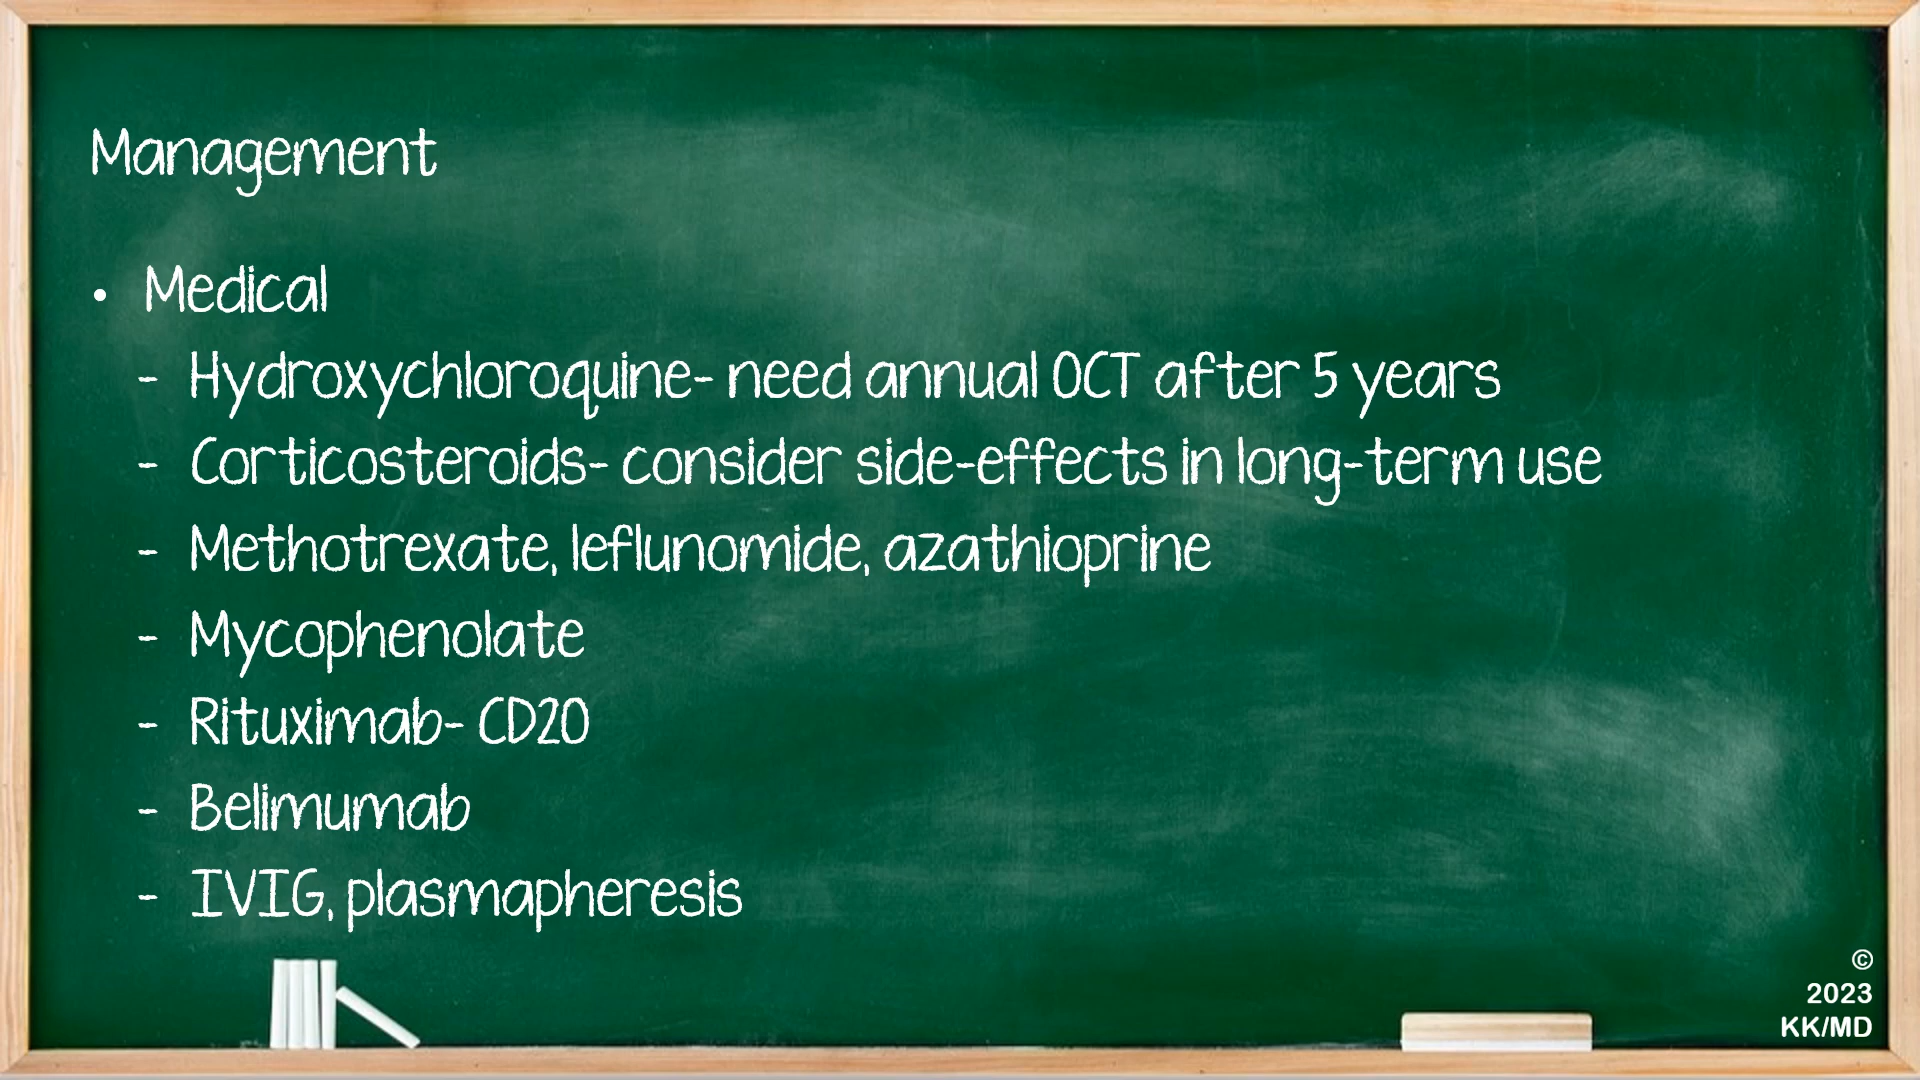 Management
• Medical
- Hydroxychloroquine- need annual OCT after 5 years
- Corticosteroids- consider side-effects in long-term use
- Methotrexate, leflunomide, azathioprine
- Mycophenolate
- Rituximab- CD20
- Belimumab
- IVIG, plasmapheresis
©
2023
KK/MD